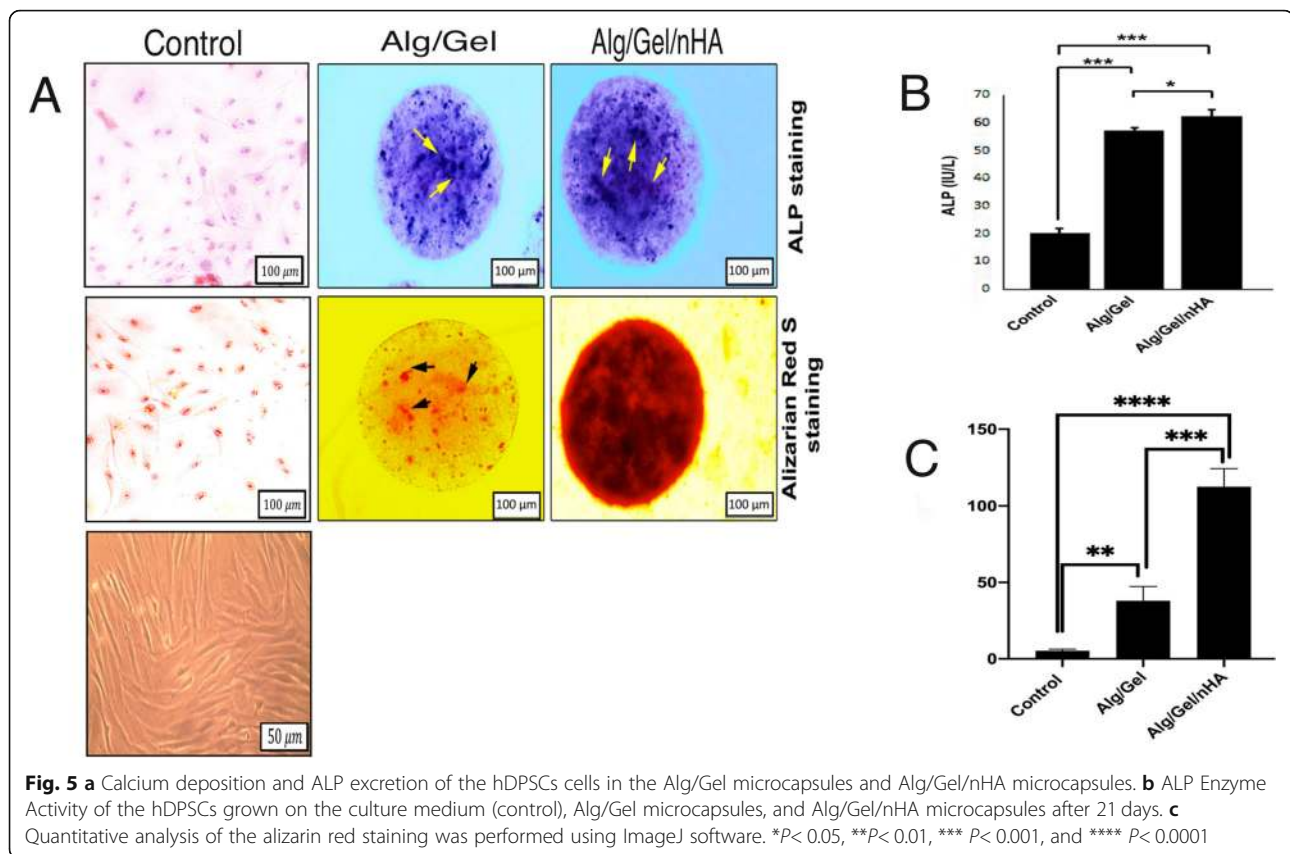 Control
Alg/Gel
Alg/Gel/nHA
A
100 µm
100 µm
100 µm
ALP staining
100 µm
100 µm
100 µm
Alizarian Red S
staining
50 µm
B
***
***
*
ALP (IU/L)
70
60
50
40
30
20
10
0
Control
Alg/Gel
Alg/Gel/nHA
C
****
***
**
150
100
50
0
Control
Alg/Gel
Alg/Gel/nHA
Fig. 5 a Calcium deposition and ALP excretion of the hDPSCs cells in the Alg/Gel microcapsules and Alg/Gel/nHA microcapsules. b ALP Enzyme
Activity of the hDPSCs grown on the culture medium (control), Alg/Gel microcapsules, and Alg/Gel/nHA microcapsules after 21 days. c
Quantitative analysis of the alizarin red staining was performed using ImageJ software. *P< 0.05, **P< 0.01, *** P< 0.001, and **** P< 0.0001